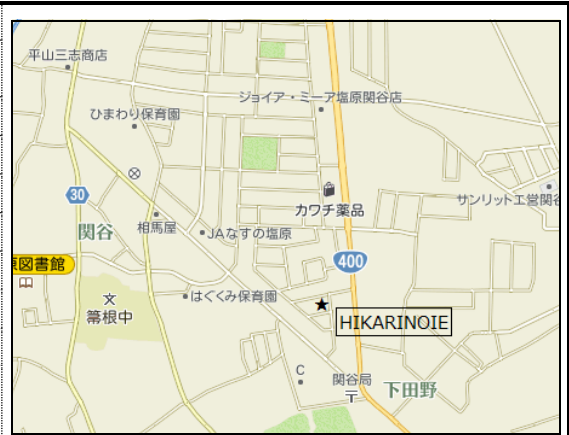 平山三志商店
ジョイア・ミーア塩原関谷店
ひまわり保育園
30
カワチ薬品
サンリット工営関谷
関谷
相馬屋
JAなすの塩原
400
原図書館
文
箒根中
はぐくみ保育園
HIKARINOIE
C
関谷局
〒
下田野